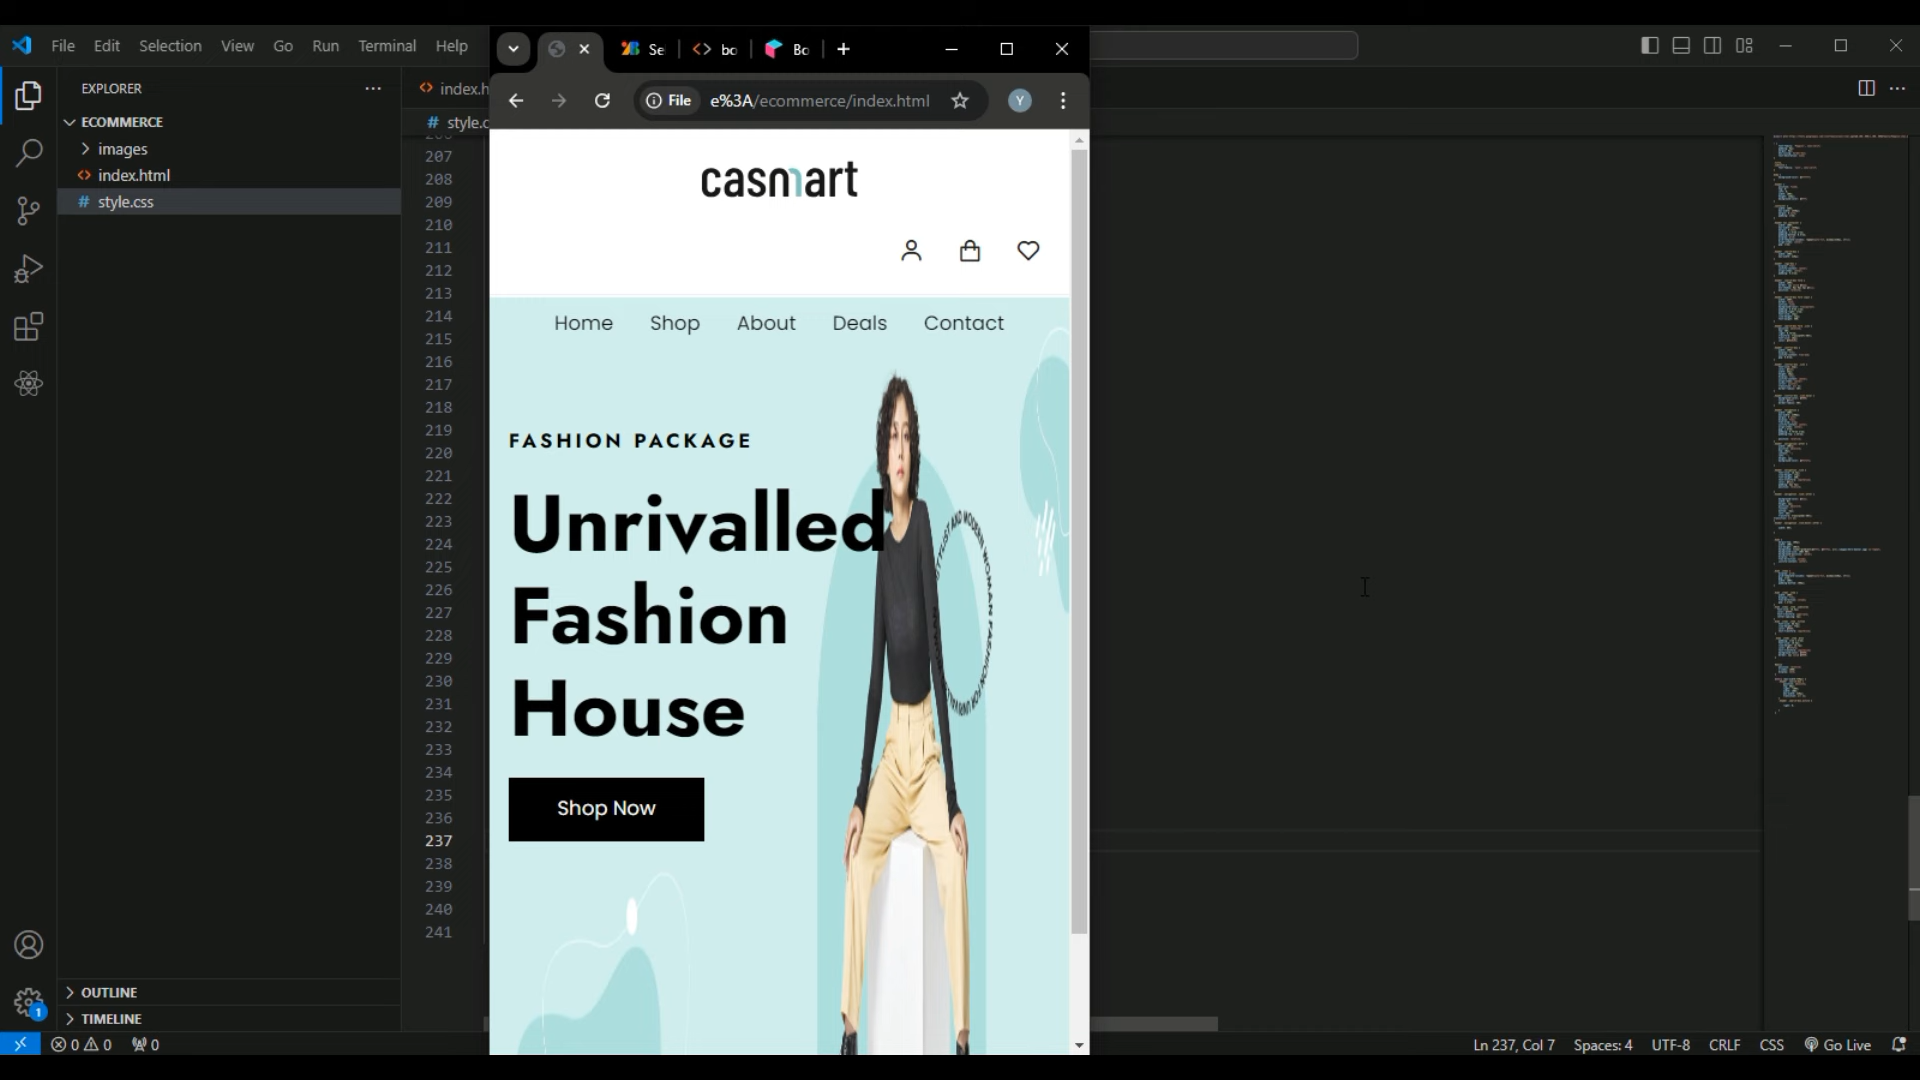 File Edit Selection View Go Run Terminal Help
EXPLORER
ECOMMERCE
images
index.html
style.css
OUTLINE
TIMELINE
index.h
style.c
207
208
209
210
211
212
213
214
215
216
217
218
219
220
221
222
223
224
225
226
227
228
229
230
231
232
233
234
235
236
237
238
239
240
241
Se
bo
Bo
File e%3A/ecommerce/index.html
Y
casmart
Home Shop About Deals Contact
FASHION PACKAGE
Unrivalled
Fashion
House
Shop Now
1
0 0 0
Ln 237, Col 7 Spaces: 4 UTF-8 CRLF CSS Go Live